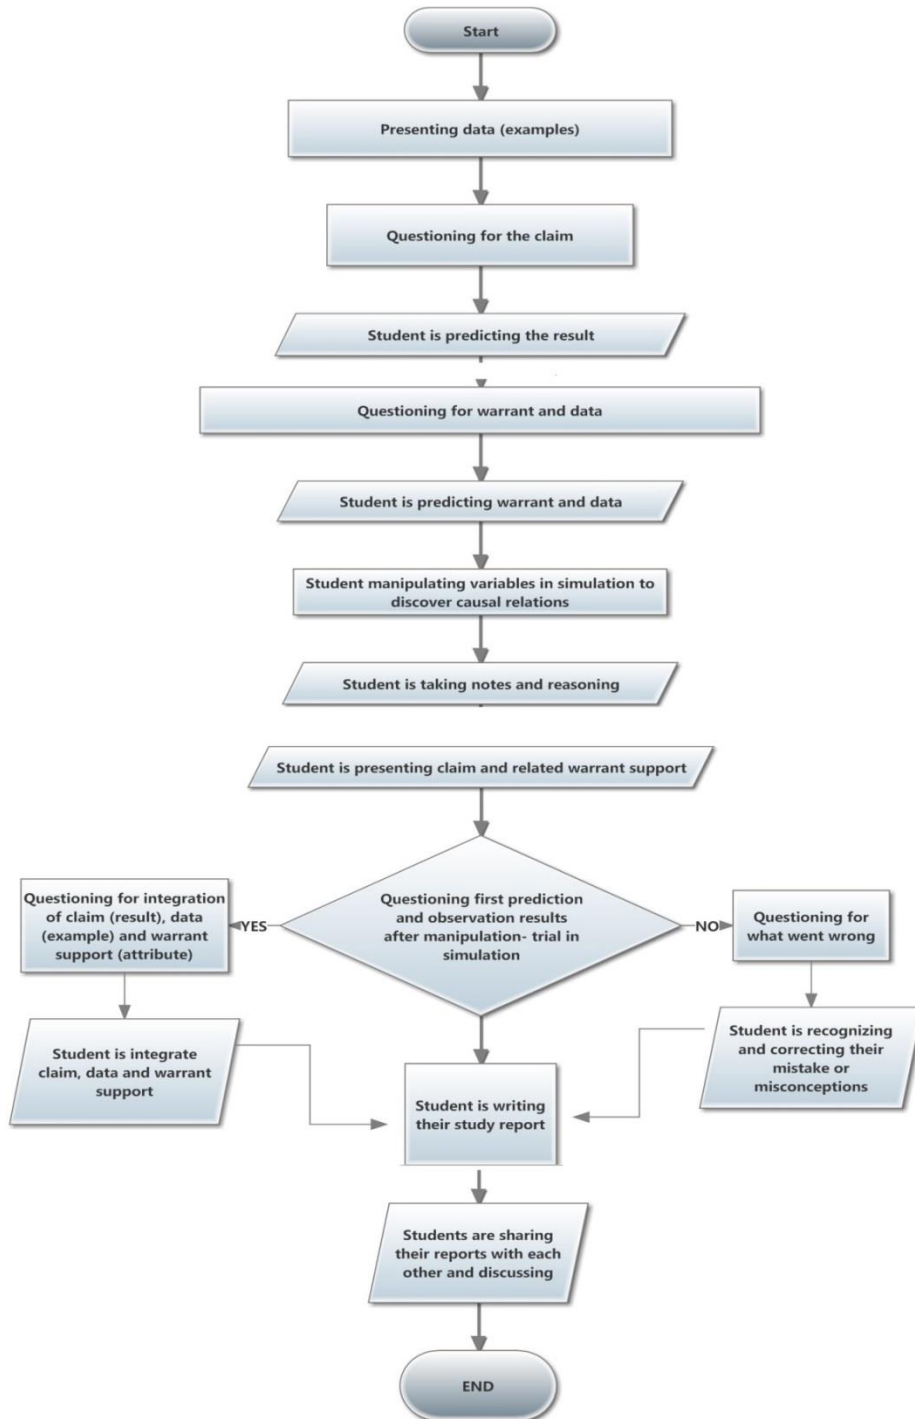 Start
Presenting data (examples)
Questioning for the claim
Student is predicting the result
Questioning for warrant and data
Student is predicting warrant and data
Student manipulating variables in simulation to
discover causal relations
Student is taking notes and reasoning
Student is presenting claim and related warrant support
Questioning first prediction
and observation results
after manipulation- trial in
simulation
YES
NO
Questioning for integration
of claim (result), data
(example) and warrant
support (attribute)
Questioning for
what went wrong
Student is integrate
claim, data and warrant
support
Student is recognizing
and correcting their
mistake or
misconceptions
Student is writing
their study report
Students are sharing
their reports with each
other and discussing
END